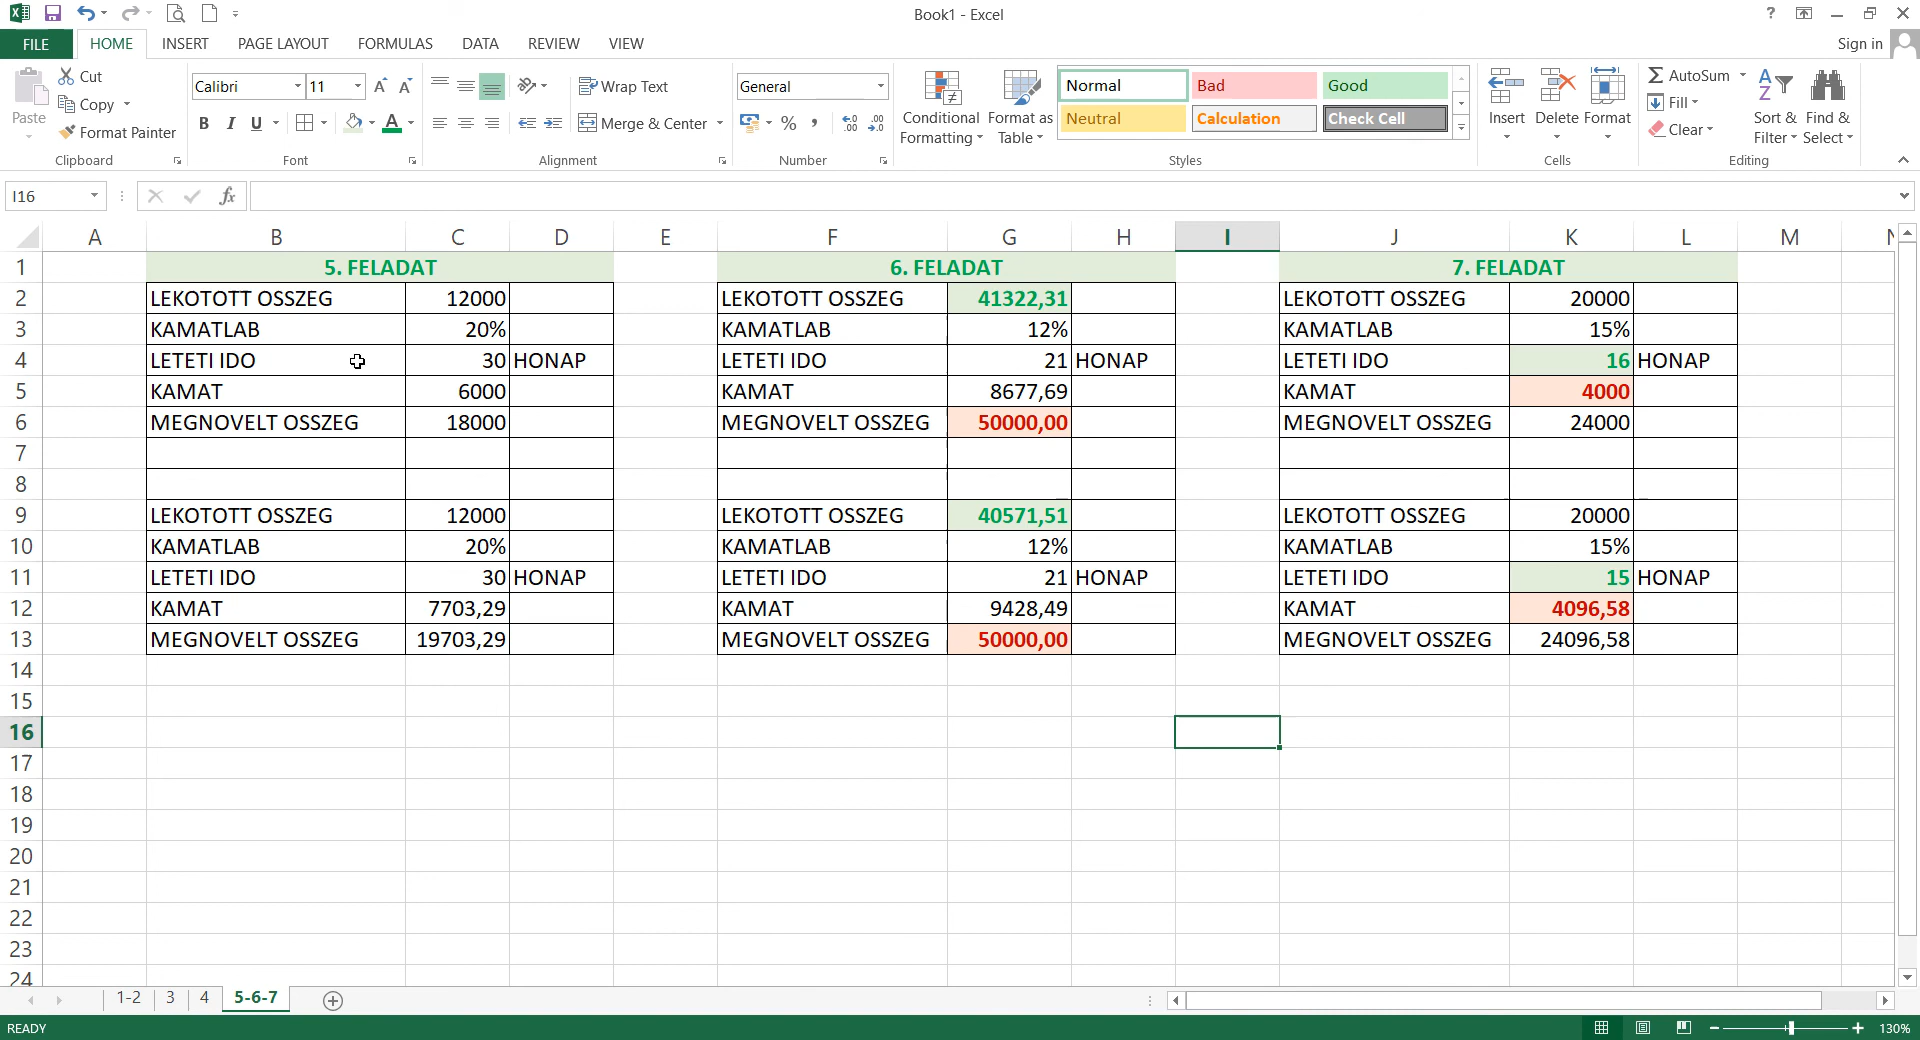 Book1 - Excel
?
Sign in
FILE HOME INSERT PAGE LAYOUT FORMULAS DATA REVIEW VIEW
Paste
Cut
Copy
Format Painter
Clipboard
Calibri 11 A A
B I U A
Font
Wrap Text
Merge & Center
Alignment
General
%
Number
Conditional Formatting
Format as Table
Normal Bad Good
Neutral Calculation Check Cell
Styles
Insert Delete Format
Cells
AutoSum
Fill
Clear
Sort & Filter
Find & Select
Editing
I16 fx
A B C D E F G H I J K L M N
1 5. FELADAT 6. FELADAT 7. FELADAT
2 LEKOTOTT OSSZEG 12000 LEKOTOTT OSSZEG 41322,31 LEKOTOTT OSSZEG 20000
3 KAMATLAB 20% KAMATLAB 12% KAMATLAB 15%
4 LETETI IDO 30 HONAP LETETI IDO 21 HONAP LETETI IDO 16 HONAP
5 KAMAT 6000 KAMAT 8677,69 KAMAT 4000
6 MEGNOVELT OSSZEG 18000 MEGNOVELT OSSZEG 50000,00 MEGNOVELT OSSZEG 24000
7
8
9 LEKOTOTT OSSZEG 12000 LEKOTOTT OSSZEG 40571,51 LEKOTOTT OSSZEG 20000
10 KAMATLAB 20% KAMATLAB 12% KAMATLAB 15%
11 LETETI IDO 30 HONAP LETETI IDO 21 HONAP LETETI IDO 15 HONAP
12 KAMAT 7703,29 KAMAT 9428,49 KAMAT 4096,58
13 MEGNOVELT OSSZEG 19703,29 MEGNOVELT OSSZEG 50000,00 MEGNOVELT OSSZEG 24096,58
14
15
16
17
18
19
20
21
22
23
24
1-2 3 4 5-6-7
READY 130%